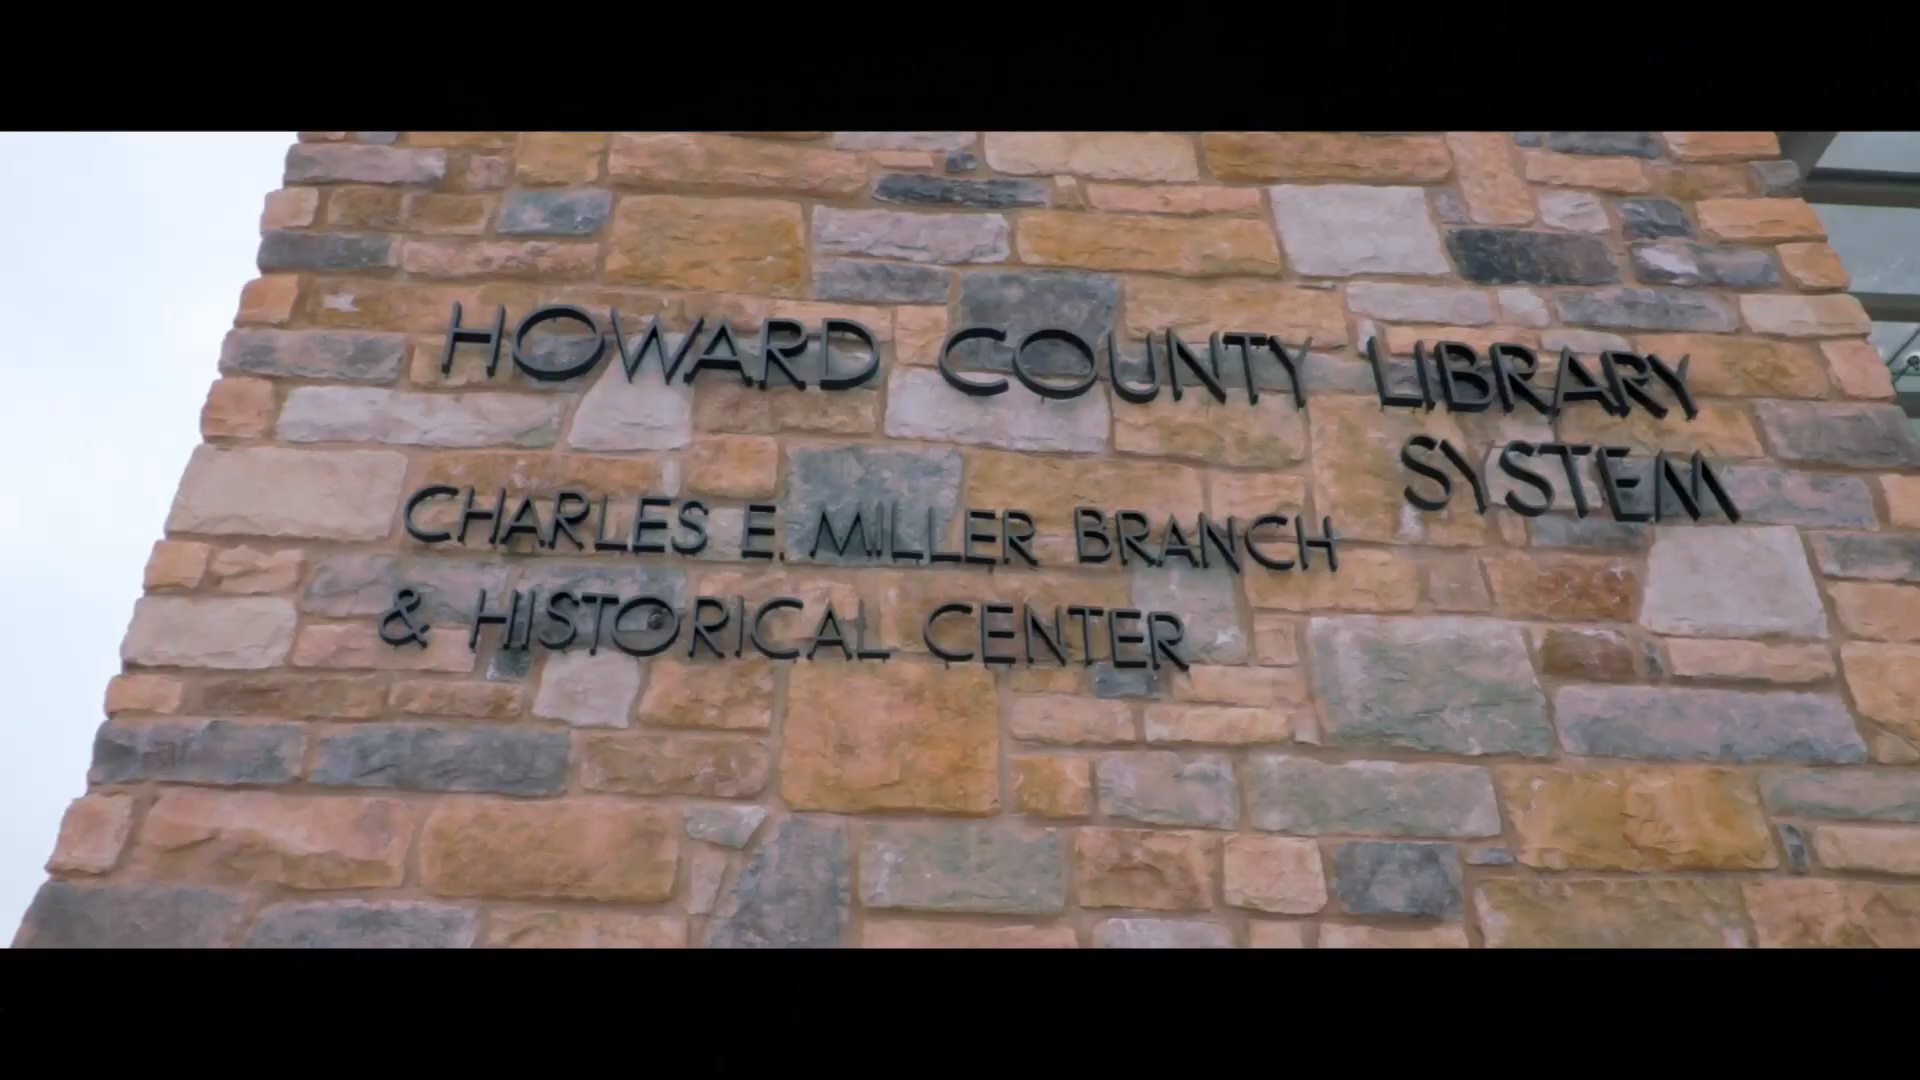 HOWARD COUNTY LIBRARY
SYSTEM
CHARLES E. MILLER BRANCH
& HISTORICAL CENTER